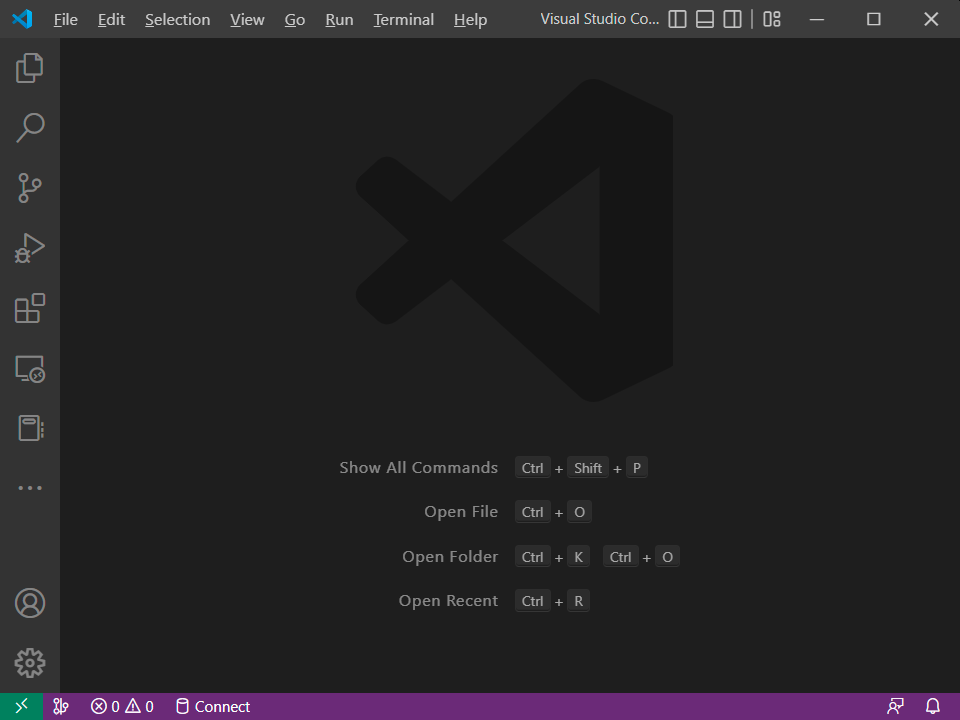 File Edit Selection View Go Run Terminal Help Visual Studio Co...
Show All Commands Ctrl + Shift + P
Open File Ctrl + O
Open Folder Ctrl + K Ctrl + O
Open Recent Ctrl + R
0 0 Connect